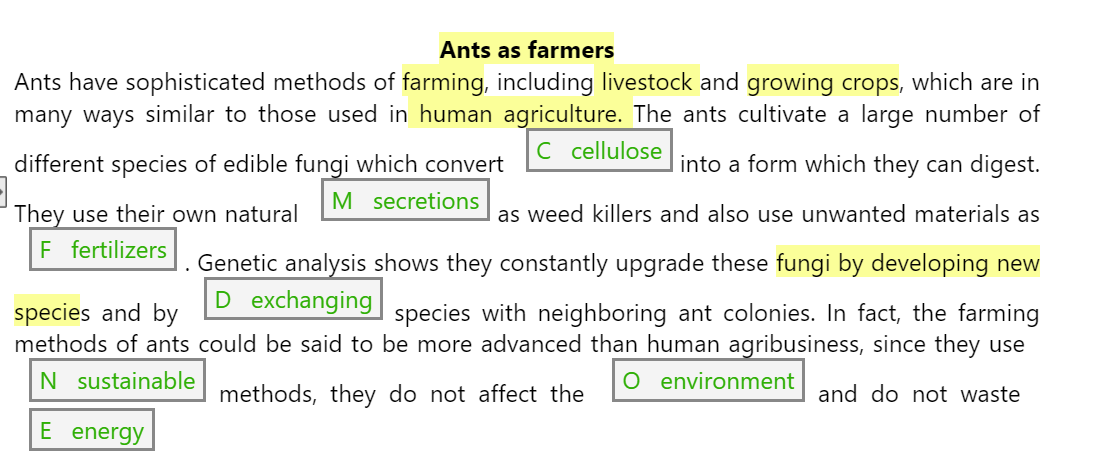 Ants as farmers
Ants have sophisticated methods of farming, including livestock and growing crops, which are in
many ways similar to those used in human agriculture. The ants cultivate a large number of
different species of edible fungi which convert C cellulose into a form which they can digest.
They use their own natural M secretions as weed killers and also use unwanted materials as
F fertilizers . Genetic analysis shows they constantly upgrade these fungi by developing new
species and by D exchanging species with neighboring ant colonies. In fact, the farming
methods of ants could be said to be more advanced than human agribusiness, since they use
N sustainable methods, they do not affect the O environment and do not waste
E energy